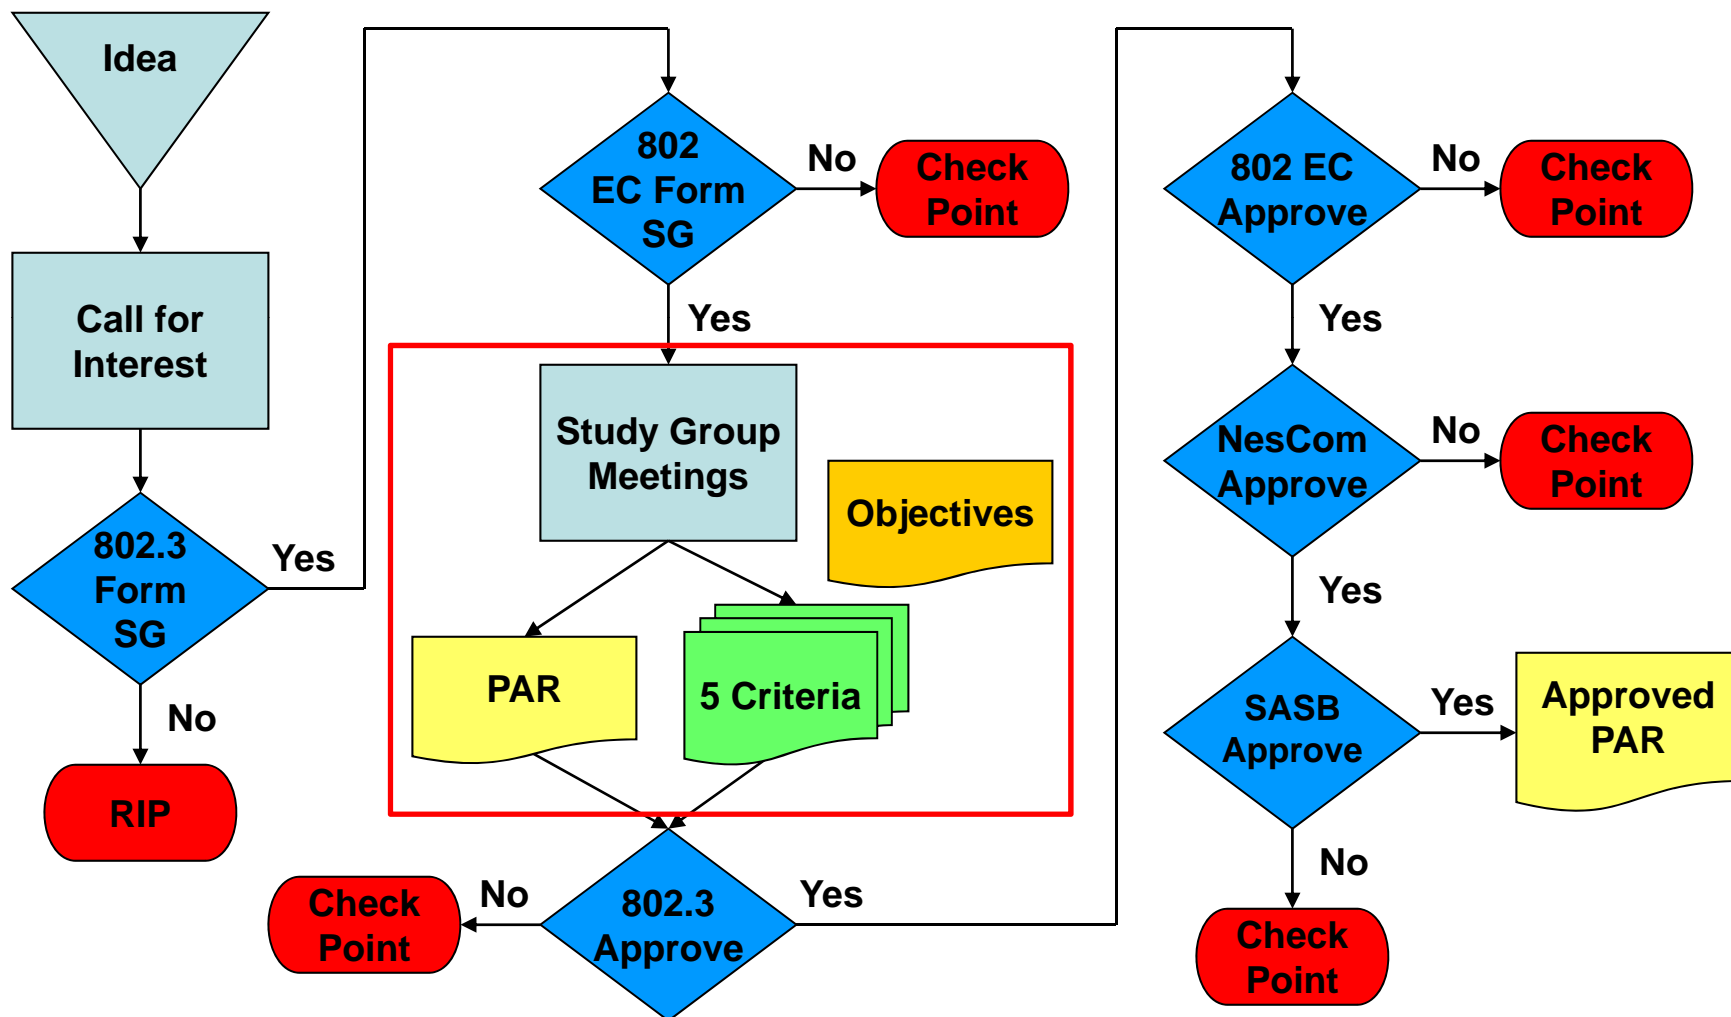 Idea
Call for
Interest
802.3
Form
SG
Yes
No
RIP
802
EC Form
SG
No
Check
Point
Yes
Study Group
Meetings
Objectives
PAR
5 Criteria
802.3
Approve
No
Check
Point
Yes
802 EC
Approve
No
Check
Point
Yes
NesCom
Approve
No
Check
Point
Yes
SASB
Approve
Yes
Approved
PAR
No
Check
Point